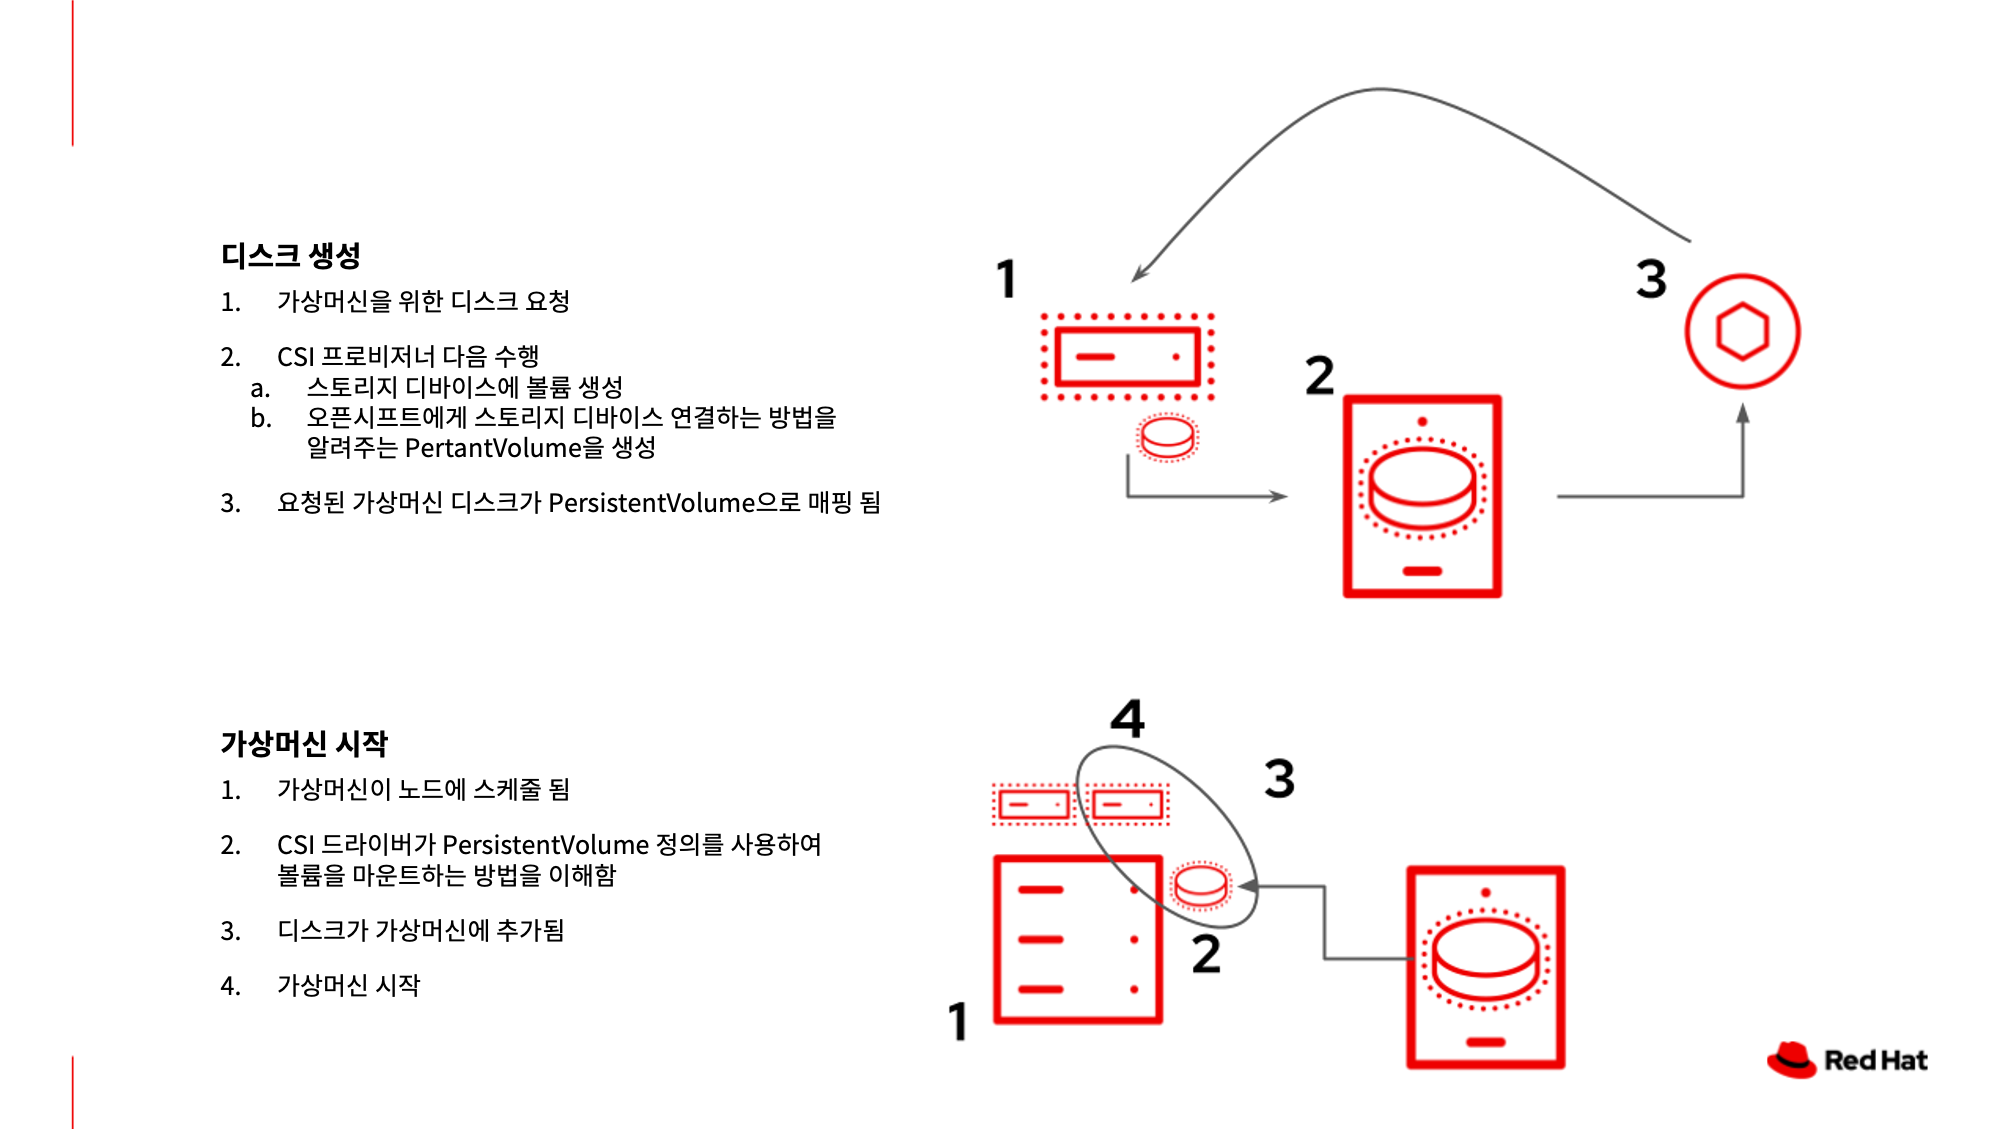 디스크 생성
1. 가상머신을 위한 디스크 요청
2. CSI 프로비저너 다음 수행
a. 스토리지 디바이스에 볼륨 생성
b. 오픈시프트에게 스토리지 디바이스 연결하는 방법을
알려주는 PertantVolume을 생성
3. 요청된 가상머신 디스크가 PersistentVolume으로 매핑 됨
1
2
3
가상머신 시작
1. 가상머신이 노드에 스케줄 됨
2. CSI 드라이버가 PersistentVolume 정의를 사용하여
볼륨을 마운트하는 방법을 이해함
3. 디스크가 가상머신에 추가됨
4. 가상머신 시작
4
3
2
1
Red Hat